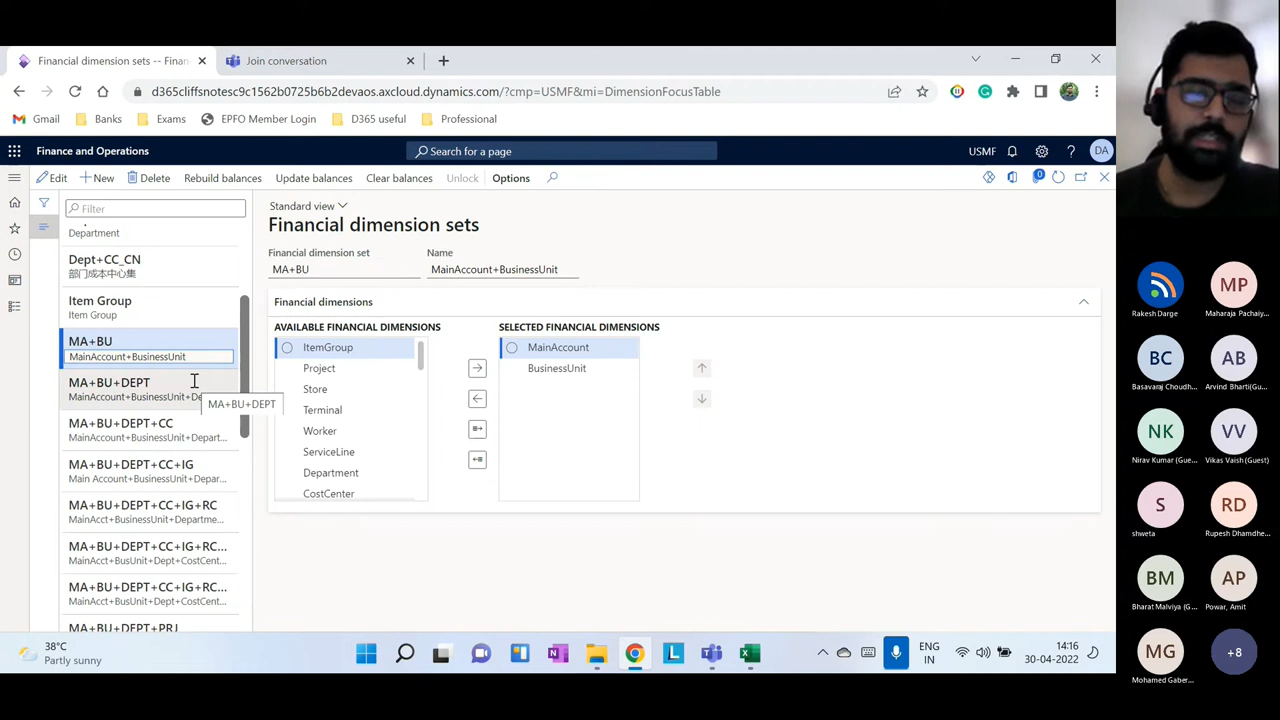 Financial dimension sets -- Finan
Join conversation
d365cliffsnotesc9c1562b0725b6b2devaos.axcloud.dynamics.com/?cmp=USMF&mi=DimensionFocusTable
Gmail
Banks
Exams
EPFO Member Login
D365 useful
Professional
Finance and Operations
Search for a page
USMF
DA
Edit
New
Delete
Rebuild balances
Update balances
Clear balances
Unlock
Options
0
Filter
Department
Dept+CC_CN
部门成本中心集
Item Group
Item Group
MA+BU
MainAccount+BusinessUnit
MA+BU+DEPT
MainAccount+BusinessUnit+De
MA+BU+DEPT
MA+BU+DEPT+CC
MainAccount+BusinessUnit+Depart...
MA+BU+DEPT+CC+IG
Main Account+BusinessUnit+Depar...
MA+BU+DEPT+CC+IG+RC
MainAcct+BusinessUnit+Departme...
MA+BU+DEPT+CC+IG+RC...
MainAcct+BusUnit+Dept+CostCent...
MA+BU+DEPT+CC+IG+RC...
MainAcct+BusUnit+Dept+CostCent...
MA+BU+DEPT+PRJ
Standard view
Financial dimension sets
Financial dimension set
Name
MA+BU
MainAccount+BusinessUnit
Financial dimensions
AVAILABLE FINANCIAL DIMENSIONS
SELECTED FINANCIAL DIMENSIONS
ItemGroup
Project
Store
Terminal
Worker
ServiceLine
Department
CostCenter
MainAccount
BusinessUnit
38°C
Partly sunny
ENG
IN
14:16
30-04-2022
Rakesh Darge
MP
Maharaja Pachaiy...
BC
Basavaraj Choudh...
AB
Arvind Bharti(Gu...
NK
Nirav Kumar (Gue...
VV
Vikas Vaish (Guest)
S
shweta
RD
Rupesh Dhamdhe...
BM
Bharat Malviya (G...
AP
Powar, Amit
MG
Mohamed Gaber...
+8